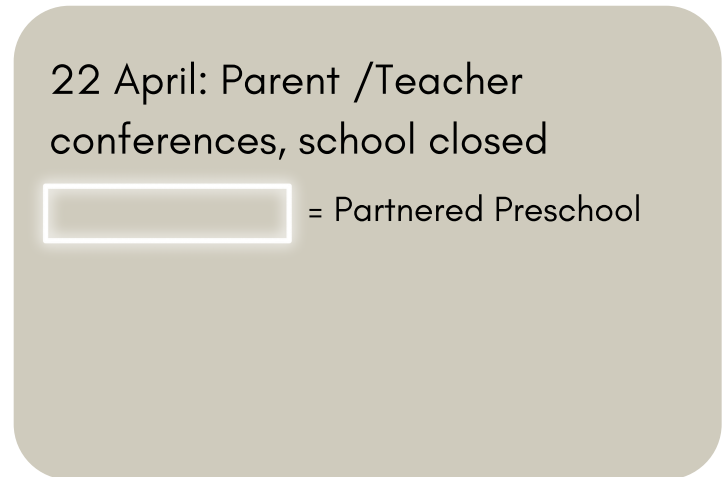 22 April: Parent /Teacher
conferences, school closed
= Partnered Preschool